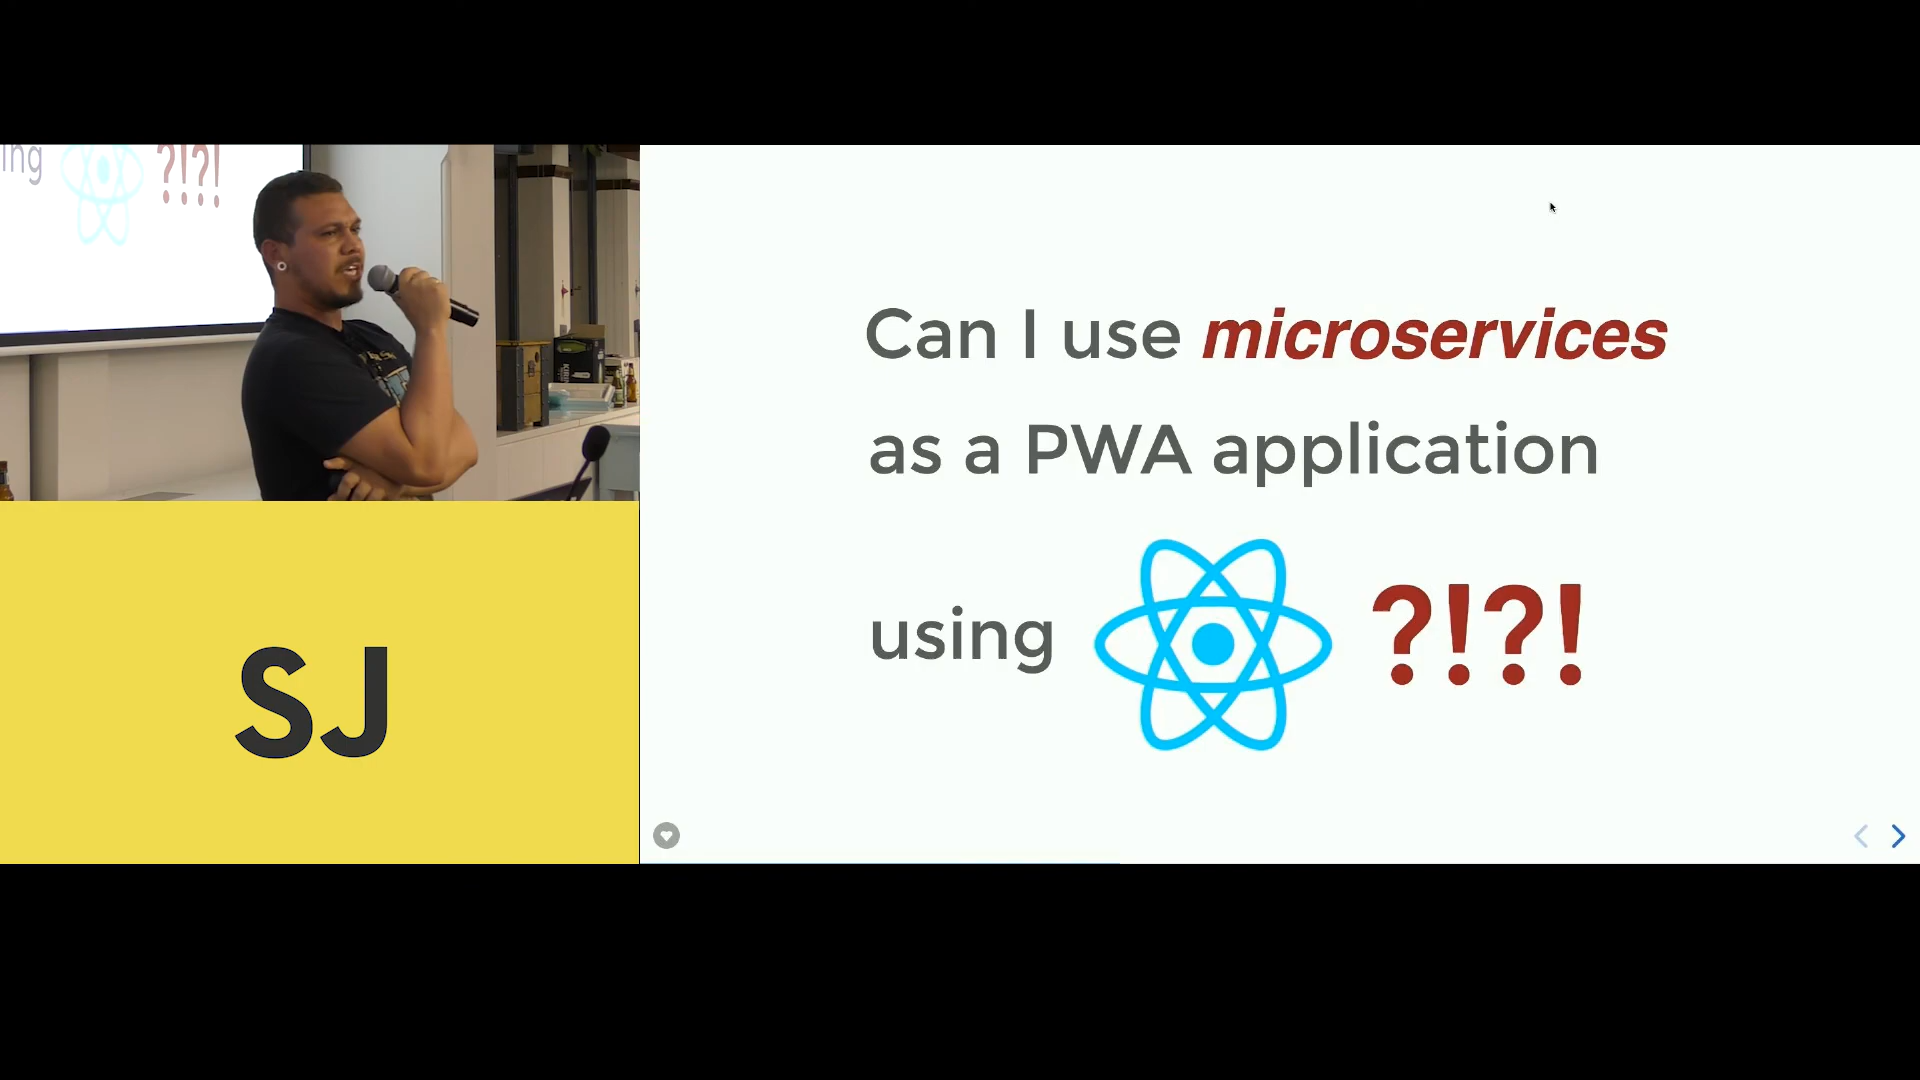 ing ?!?!
SJ
Can I use microservices
as a PWA application
using ?!?!